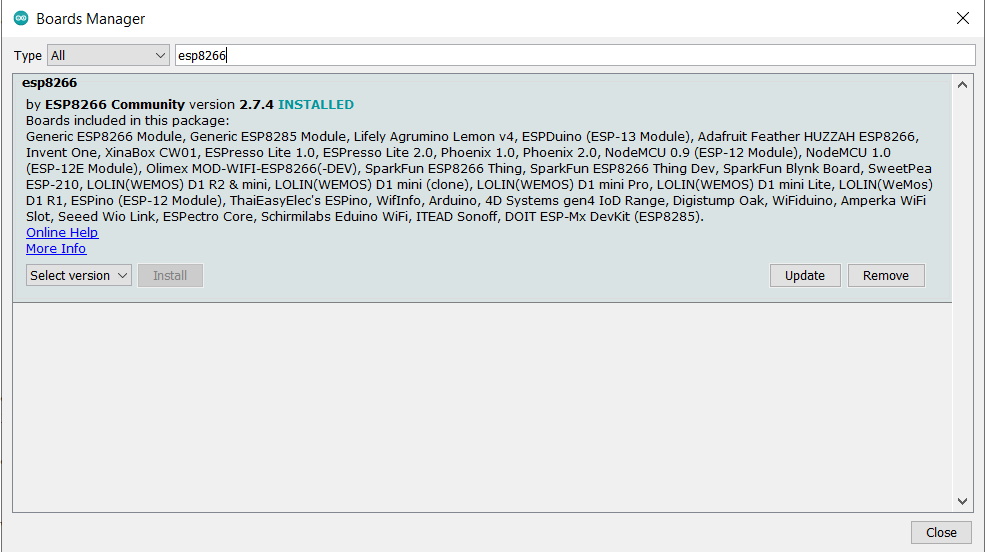 Boards Manager
Type All esp8266
esp8266
by ESP8266 Community version 2.7.4 INSTALLED
Boards included in this package:
Generic ESP8266 Module, Generic ESP8285 Module, Lifely Agrumino Lemon v4, ESPDuino (ESP-13 Module), Adafruit Feather HUZZAH ESP8266,
Invent One, XinaBox CW01, ESPresso Lite 1.0, ESPresso Lite 2.0, Phoenix 1.0, Phoenix 2.0, NodeMCU 0.9 (ESP-12 Module), NodeMCU 1.0
(ESP-12E Module), Olimex MOD-WIFI-ESP8266(-DEV), SparkFun ESP8266 Thing, SparkFun ESP8266 Thing Dev, SparkFun Blynk Board, SweetPea
ESP-210, LOLIN(WEMOS) D1 R2 & mini, LOLIN(WEMOS) D1 mini (clone), LOLIN(WEMOS) D1 mini Pro, LOLIN(WEMOS) D1 mini Lite, LOLIN(WeMos)
D1 R1, ESPino (ESP-12 Module), ThaiEasyElec's ESPino, WifInfo, Arduino, 4D Systems gen4 IoD Range, Digistump Oak, WiFiduino, Amperka WiFi
Slot, Seeed Wio Link, ESPectro Core, Schirmilabs Eduino WiFi, ITEAD Sonoff, DOIT ESP-Mx DevKit (ESP8285).
Online Help
More Info
Select version Install Update Remove
Close